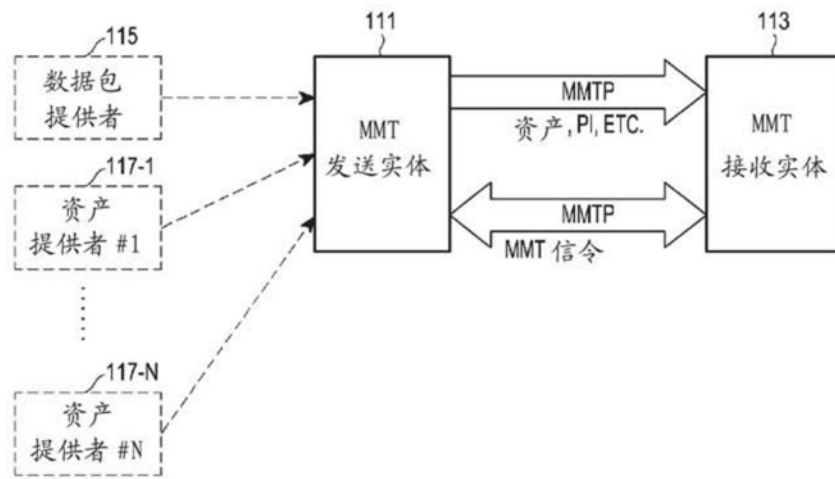 115
数据包
提供者
117-1
资产
提供者 #1
117-N
资产
提供者 #N
111
MMT
发送实体
MMTP
资产, PI, ETC.
MMTP
MMT 信令
113
MMT
接收实体